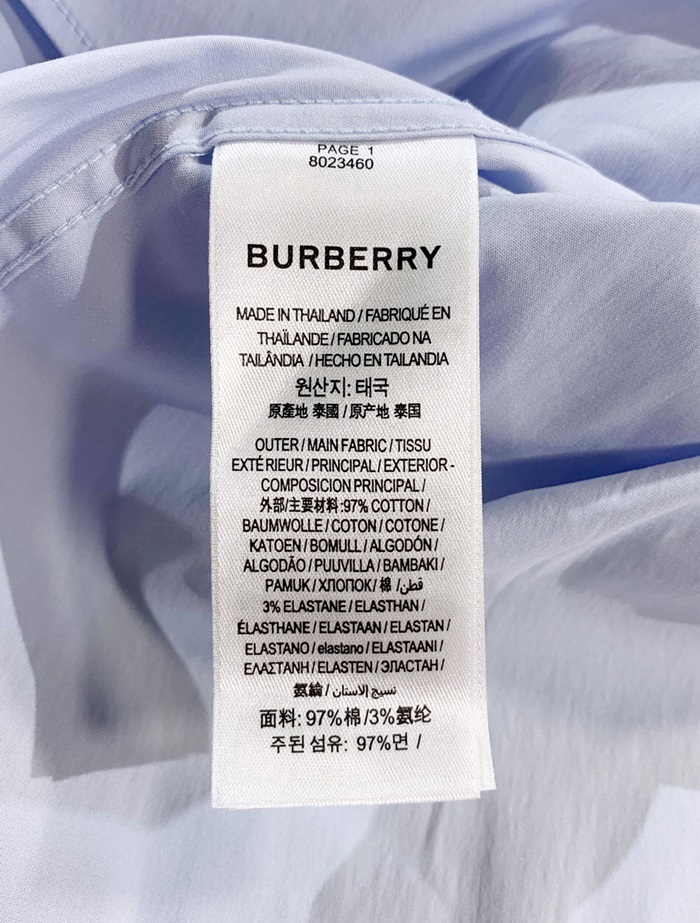 PAGE 1
8023460
BURBERRY
MADE IN THAILAND / FABRIQUÉ EN
THAÏLANDE / FABRICADO NA
TAILÂNDIA / HECHO EN TAILANDIA
원산지: 태국
原產地 泰國 / 原产地 泰国
OUTER / MAIN FABRIC / TISSU
EXTÉRIEUR / PRINCIPAL / EXTERIOR -
COMPOSICION PRINCIPAL /
外部/主要材料:97% COTTON /
BAUMWOLLE / COTON / COTONE /
KATOEN / BOMULL / ALGODÓN /
ALGODÃO / PUUVILLA / BAMBAKI /
PAMUK / ХЛОПОК / 棉 /قطن
3% ELASTANE / ELASTHAN /
ÉLASTHANE / ELASTAAN / ELASTAN /
ELASTANO / elastano / ELASTAANI /
ΕΛΑΣΤΑΝΗ / ELASTEN / ЭЛАСТАН /
氨綸 / نسيج الاستان
面料: 97%棉 /3%氨纶
주된 섬유: 97%면 /